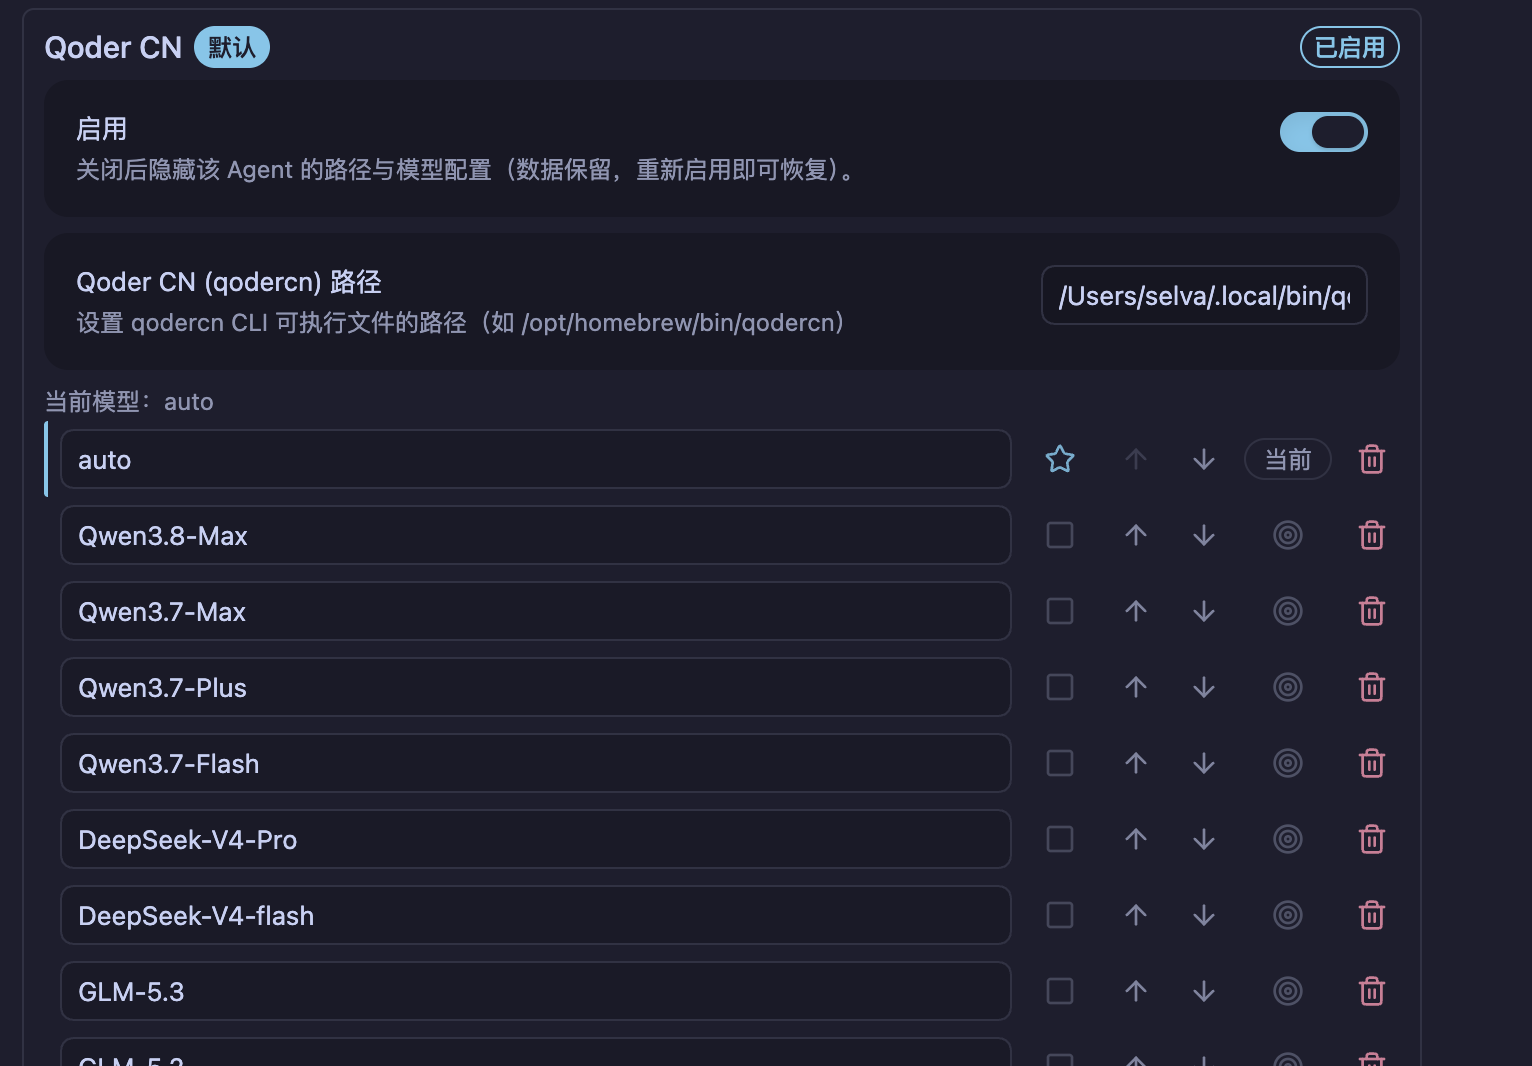 Qoder CN 默认 已启用
启用
关闭后隐藏该 Agent 的路径与模型配置（数据保留，重新启用即可恢复）。
Qoder CN (qodercn) 路径
/Users/selva/.local/bin/qo
设置 qodercn CLI 可执行文件的路径（如 /opt/homebrew/bin/qodercn）
当前模型：auto
auto 当前
Qwen3.8-Max
Qwen3.7-Max
Qwen3.7-Plus
Qwen3.7-Flash
DeepSeek-V4-Pro
DeepSeek-V4-flash
GLM-5.3